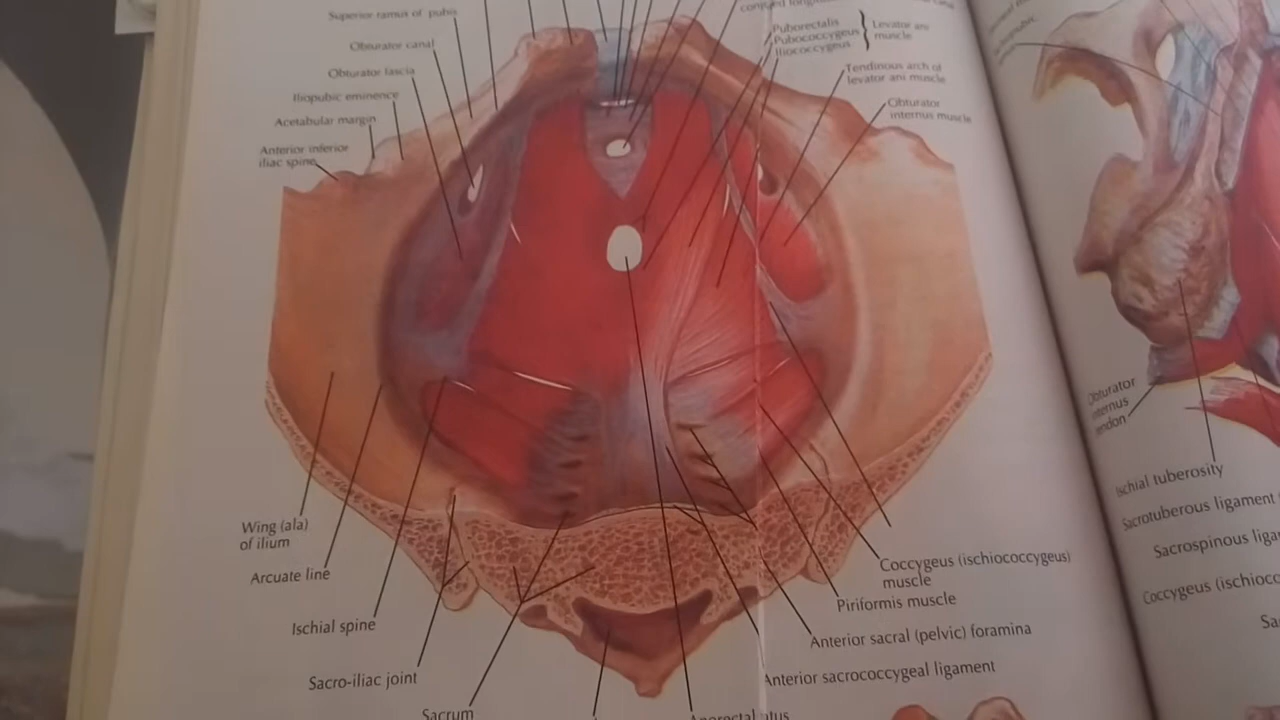 Superior ramus of pubis
Obturator canal
Obturator fascia
Iliopubic eminence
Acetabular margin
Anterior inferior
iliac spine
Puborectalis
Pubococcygeus
Iliococcygeus
Levator ani
muscle
Tendinous arch of
levator ani muscle
Obturator
internus muscle
Wing (ala)
of ilium
Arcuate line
Ischial spine
Sacro-iliac joint
Sacrum
Coccygeus (ischiococcygeus)
muscle
Piriformis muscle
Anterior sacral (pelvic) foramina
Anterior sacrococcygeal ligament
Obturator
internus
tendon
Ischial tuberosity
Sacrotuberous ligament
Sacrospinous liga
Coccygeus (ischioc
Sa